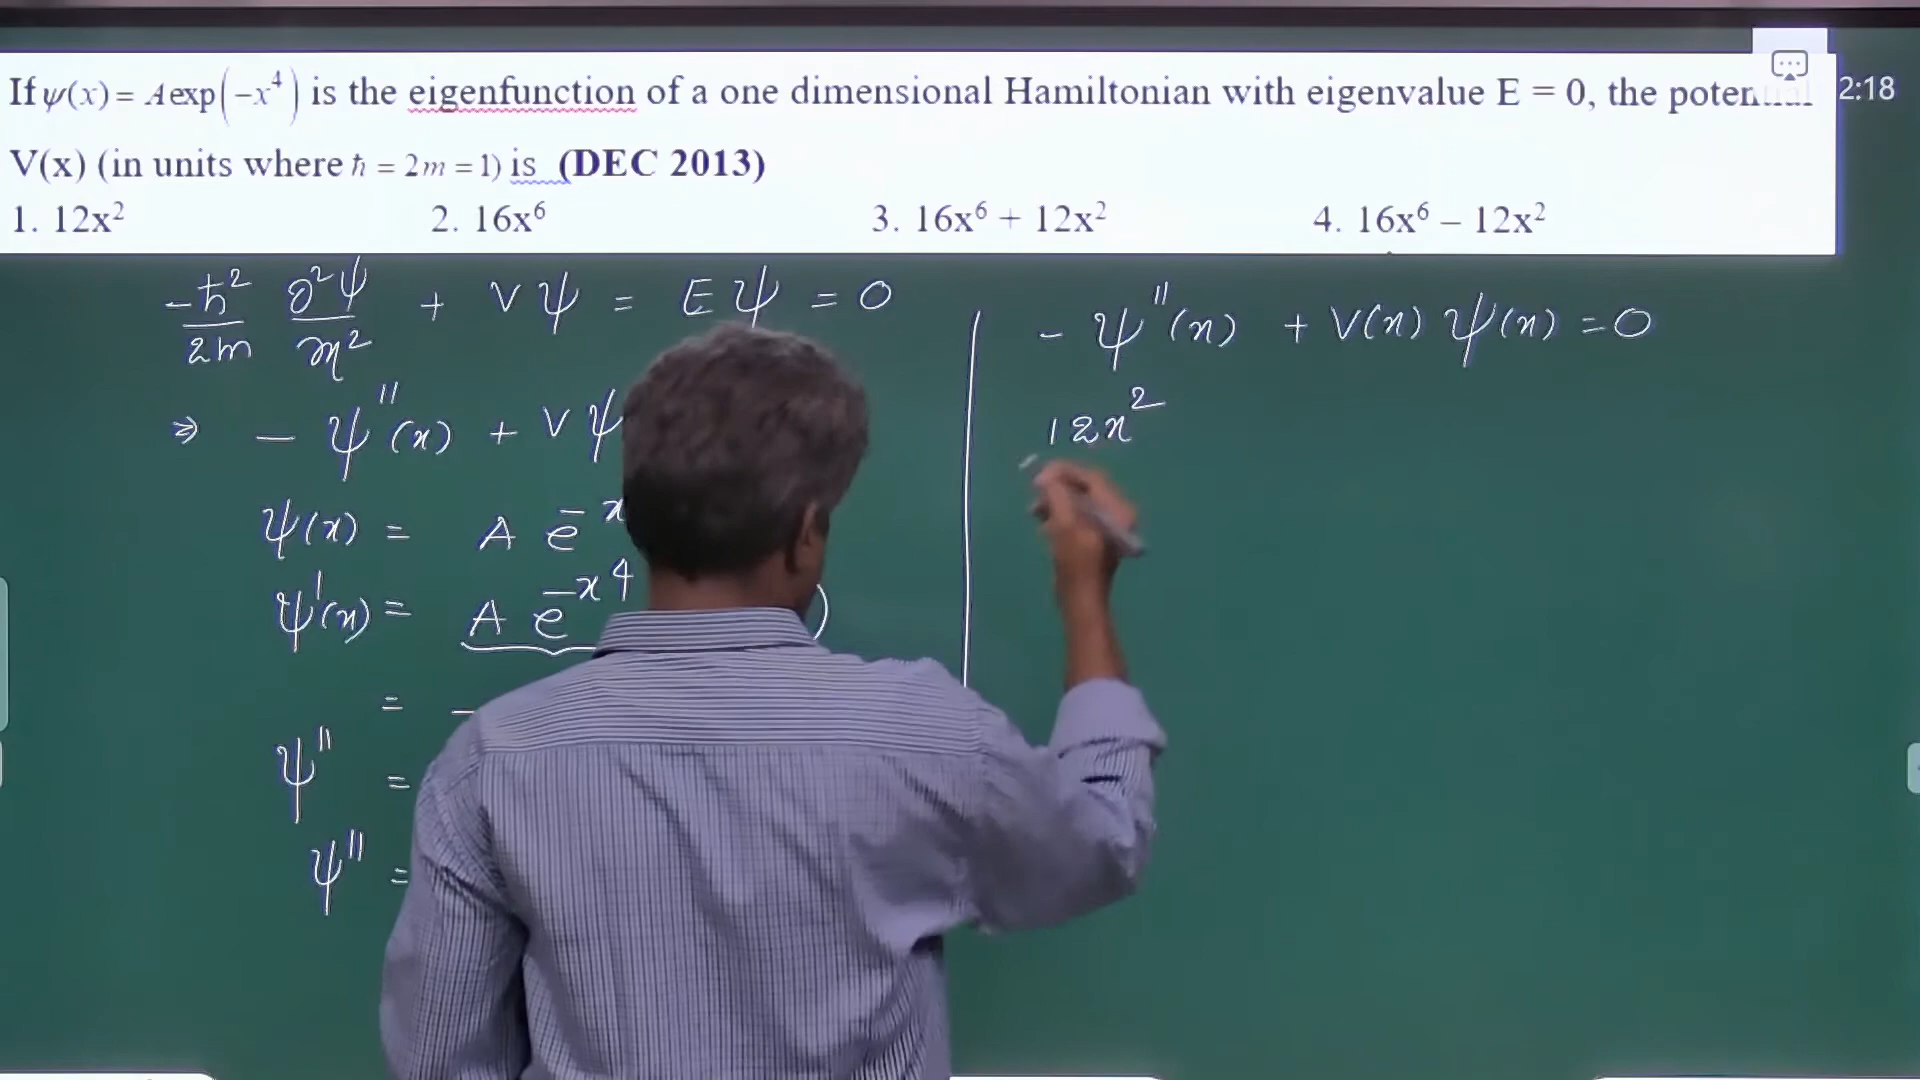 If ψ(x) = A exp(−x⁴) is the eigenfunction of a one dimensional Hamiltonian with eigenvalue E = 0, the
V(x) (in units where ħ = 2m = 1) is (DEC 2013)
1. 12x² 2. 16x⁶ 3. 16x⁶ + 12x² 4. 16x⁶ – 12x²
2:18
-ħ²/2m ∂²ψ/∂x² + Vψ = Eψ = 0
⇒ - ψ''(x) + Vψ
ψ(x) = A e^-x
ψ'(x) = A e^-x⁴ )
= -
ψ'' =
ψ'' =
- ψ''(x) + V(x) ψ(x) = 0
12x²